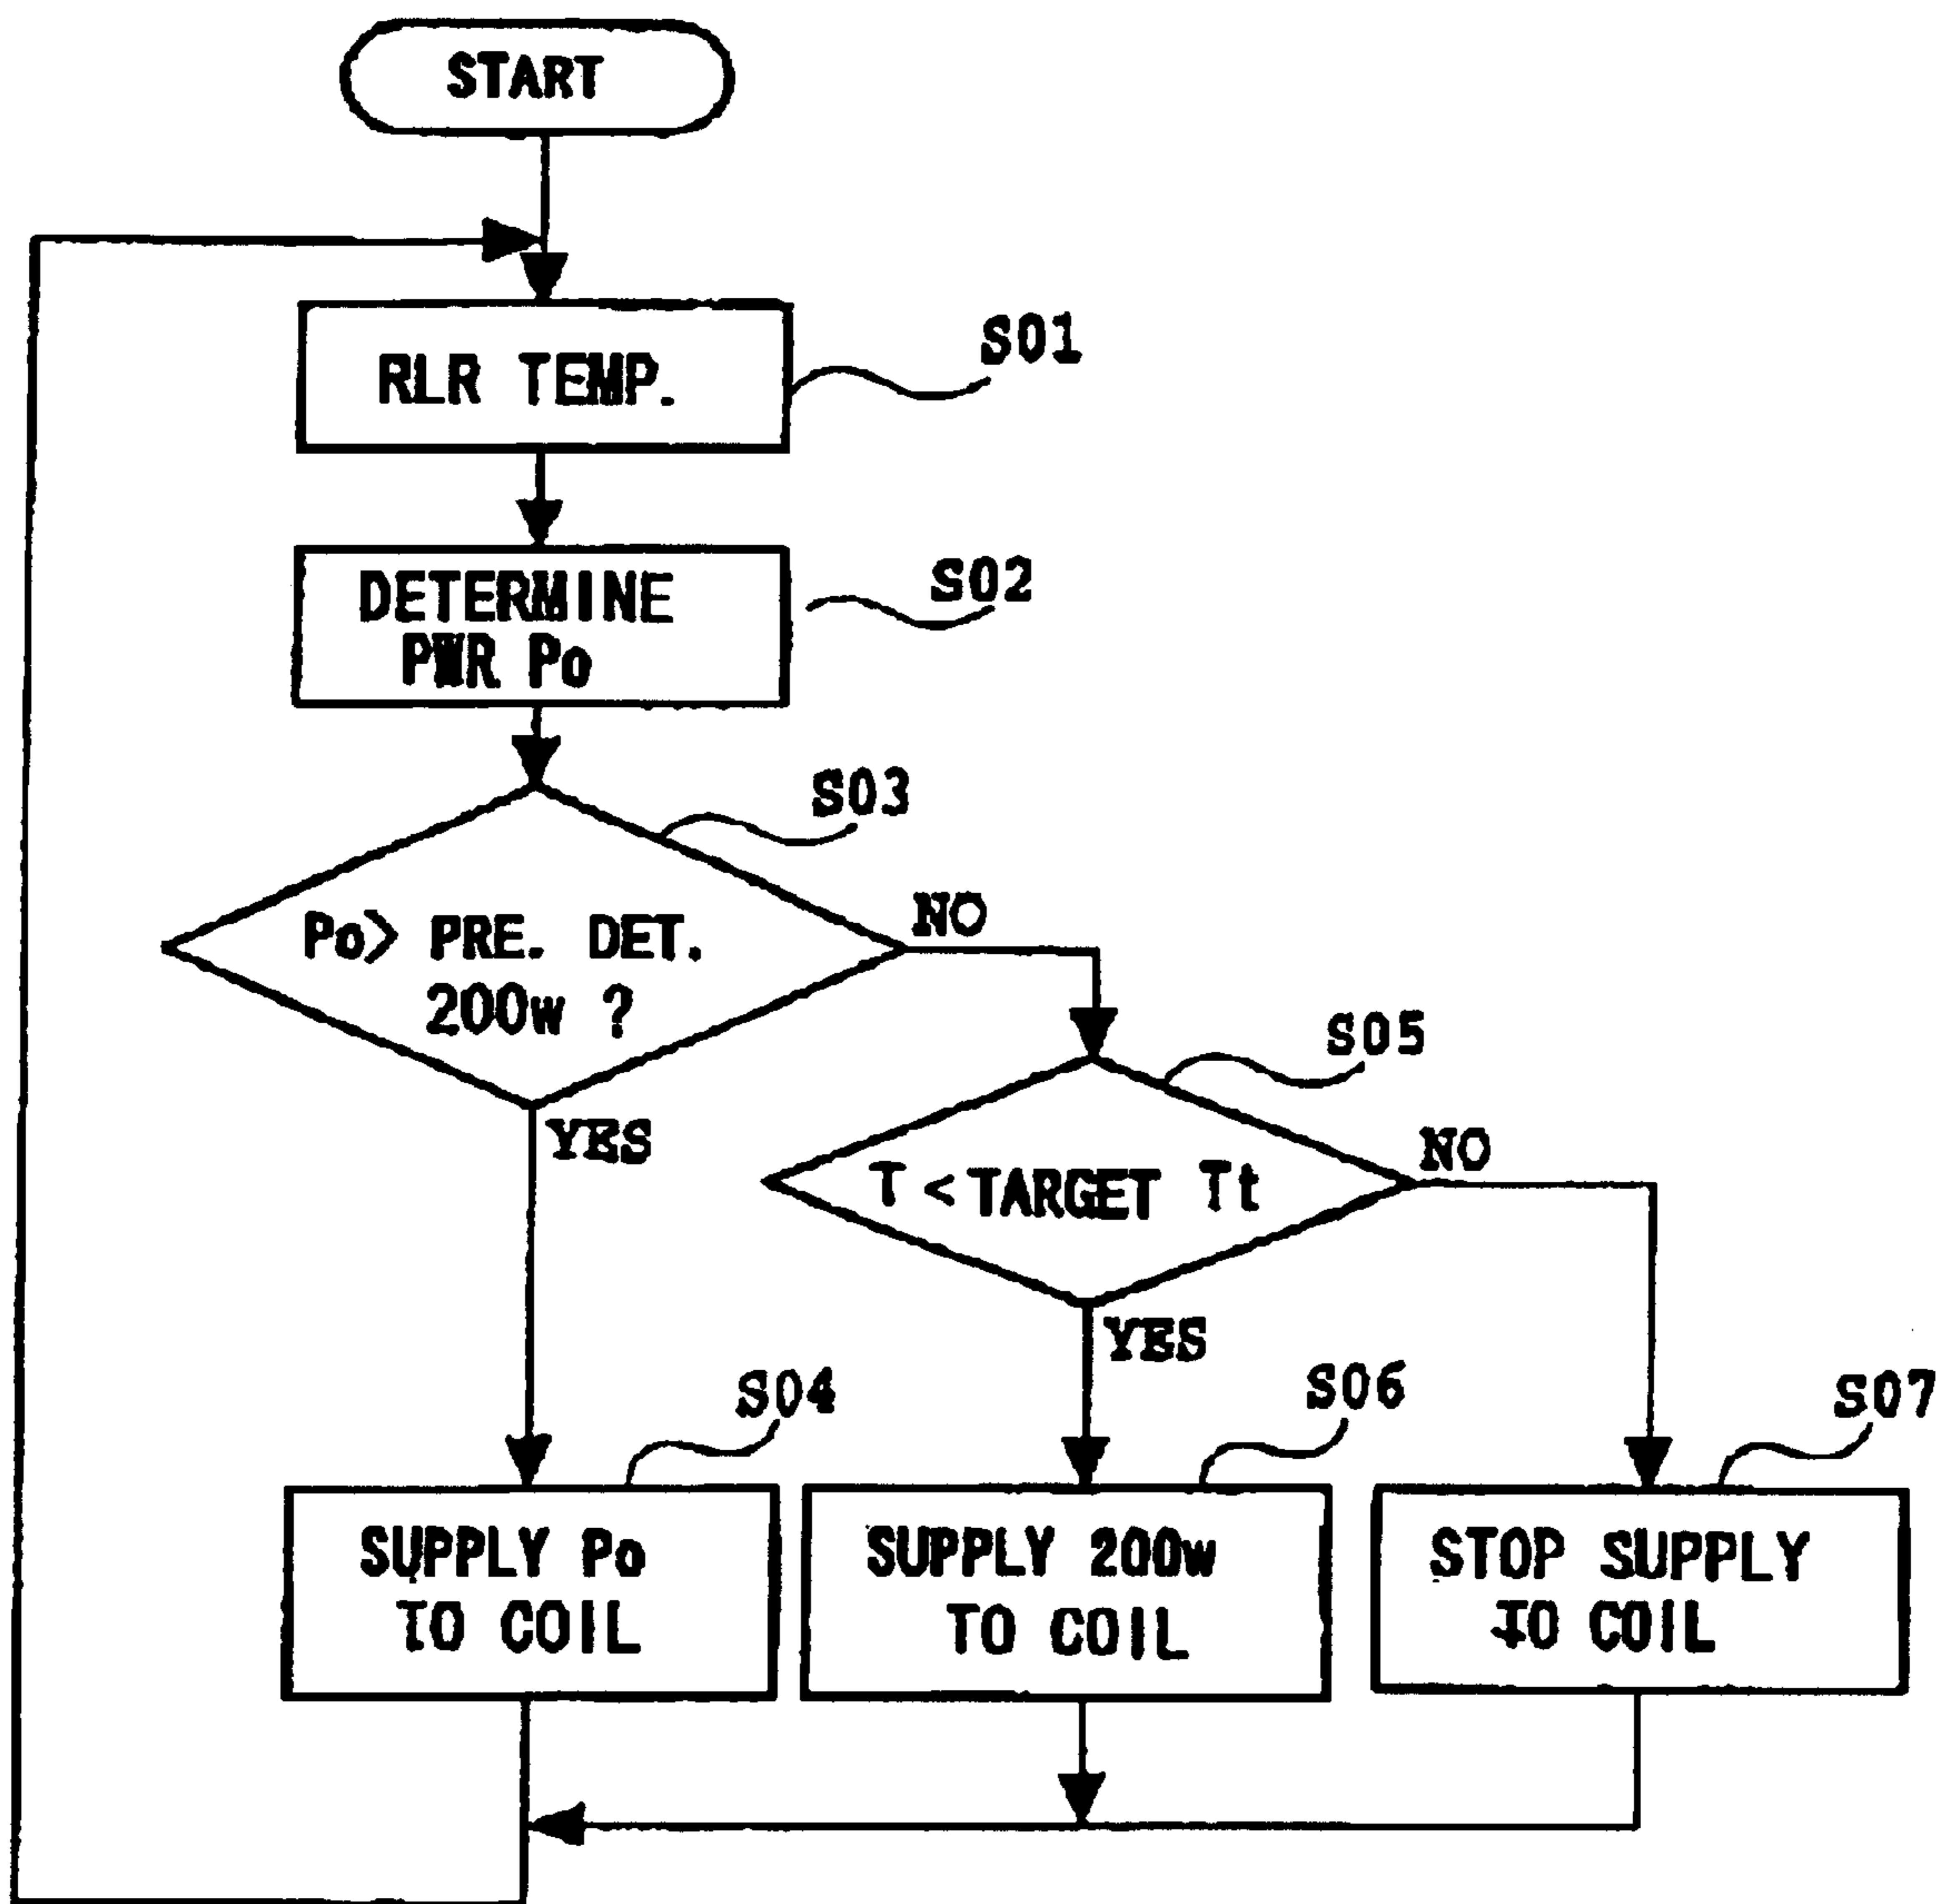 START
S01
RLR TEMP.
S02
DETERMINE
PWR Po
S03
NO
Po> PRE. DET.
200w ?
S05
YES
NO
T < TARGET Tt
YES
S04
S06
S07
SUPPLY Po
TO COIL
SUPPLY 200w
TO COIL
STOP SUPPLY
TO COIL